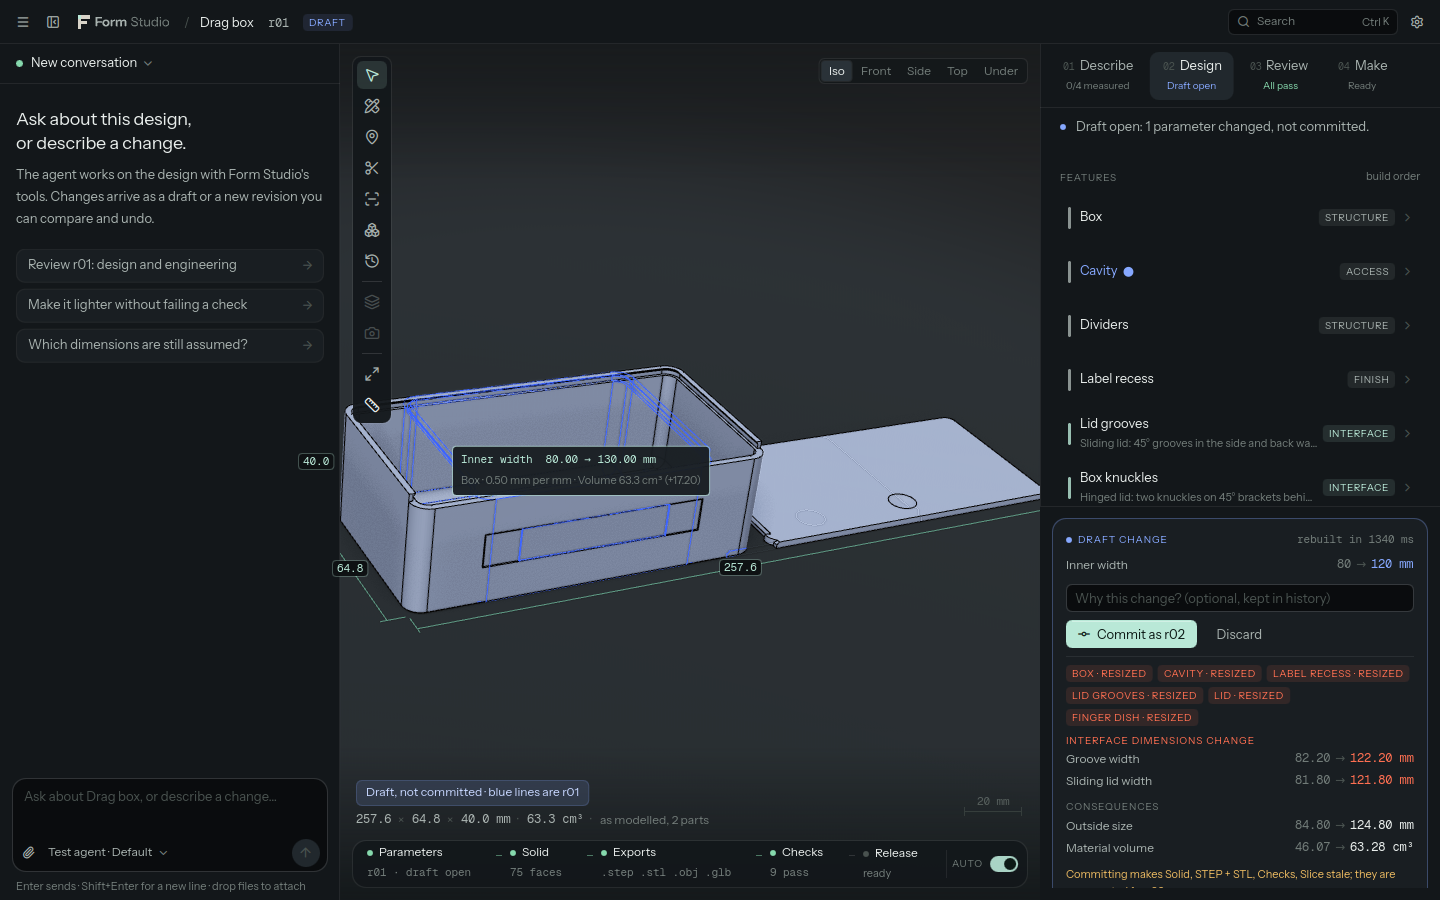 Form Studio / Drag box r01 DRAFT
Search Ctrl K
New conversation
Ask about this design,
or describe a change.
The agent works on the design with Form Studio's
tools. Changes arrive as a draft or a new revision you
can compare and undo.
Review r01: design and engineering →
Make it lighter without failing a check →
Which dimensions are still assumed? →
Ask about Drag box, or describe a change...
Test agent · Default
Enter sends · Shift+Enter for a new line · drop files to attach
Iso Front Side Top Under
40.0
Inner width 80.00 → 130.00 mm
Box · 0.50 mm per mm · Volume 63.3 cm³ (+17.20)
64.8
257.6
Draft, not committed · blue lines are r01
257.6 × 64.8 × 40.0 mm · 63.3 cm³ · as modelled, 2 parts
20 mm
Parameters
r01 · draft open
Solid
75 faces
Exports
.step .stl .obj .glb
Checks
9 pass
Release
ready
AUTO
01 Describe
0/4 measured
02 Design
Draft open
03 Review
All pass
04 Make
Ready
Draft open: 1 parameter changed, not committed.
FEATURES build order
Box STRUCTURE
Cavity ACCESS
Dividers STRUCTURE
Label recess FINISH
Lid grooves INTERFACE
Sliding lid: 45° grooves in the side and back wa...
Box knuckles INTERFACE
Hinged lid: two knuckles on 45° brackets behi...
DRAFT CHANGE rebuilt in 1340 ms
Inner width 80 → 120 mm
Why this change? (optional, kept in history)
Commit as r02 Discard
BOX · RESIZED CAVITY · RESIZED LABEL RECESS · RESIZED
LID GROOVES · RESIZED LID · RESIZED
FINGER DISH · RESIZED
INTERFACE DIMENSIONS CHANGE
Groove width 82.20 → 122.20 mm
Sliding lid width 81.80 → 121.80 mm
CONSEQUENCES
Outside size 84.80 → 124.80 mm
Material volume 46.07 → 63.28 cm³
Committing makes Solid, STEP + STL, Checks, Slice stale; they are